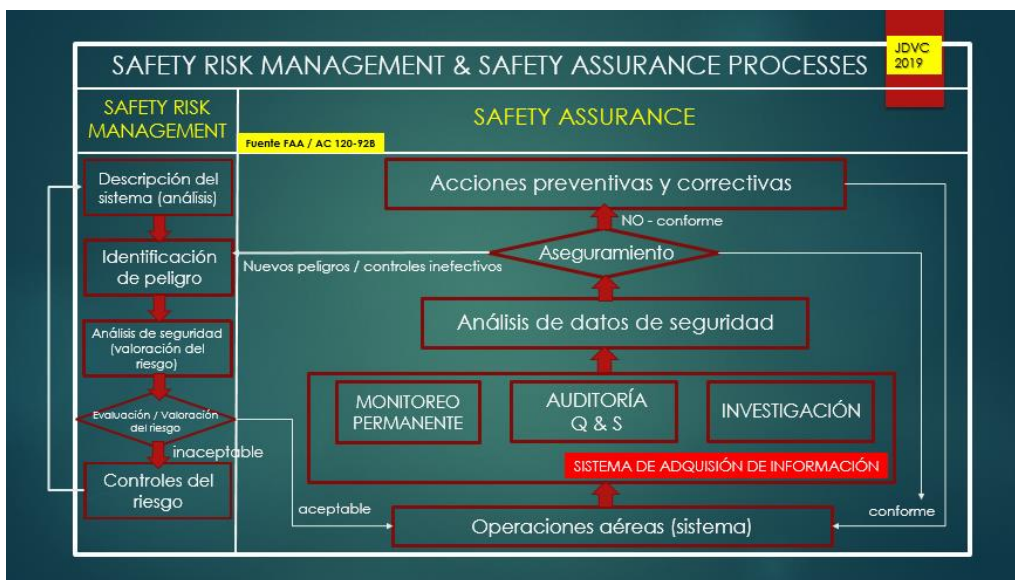 SAFETY RISK MANAGEMENT & SAFETY ASSURANCE PROCESSES
JDVC
2019
SAFETY RISK
MANAGEMENT
SAFETY ASSURANCE
Fuente FAA / AC 120-92B
Descripción del
sistema (análisis)
Identificación
de peligro
Análisis de seguridad
(valoración del
riesgo)
Evaluación / Valoración
del riesgo
inaceptable
Controles del
riesgo
Acciones preventivas y correctivas
NO - conforme
Aseguramiento
Nuevos peligros / controles inefectivos
Análisis de datos de seguridad
MONITOREO
PERMANENTE
AUDITORÍA
Q & S
INVESTIGACIÓN
SISTEMA DE ADQUISIÓN DE INFORMACIÓN
aceptable
conforme
Operaciones aéreas (sistema)